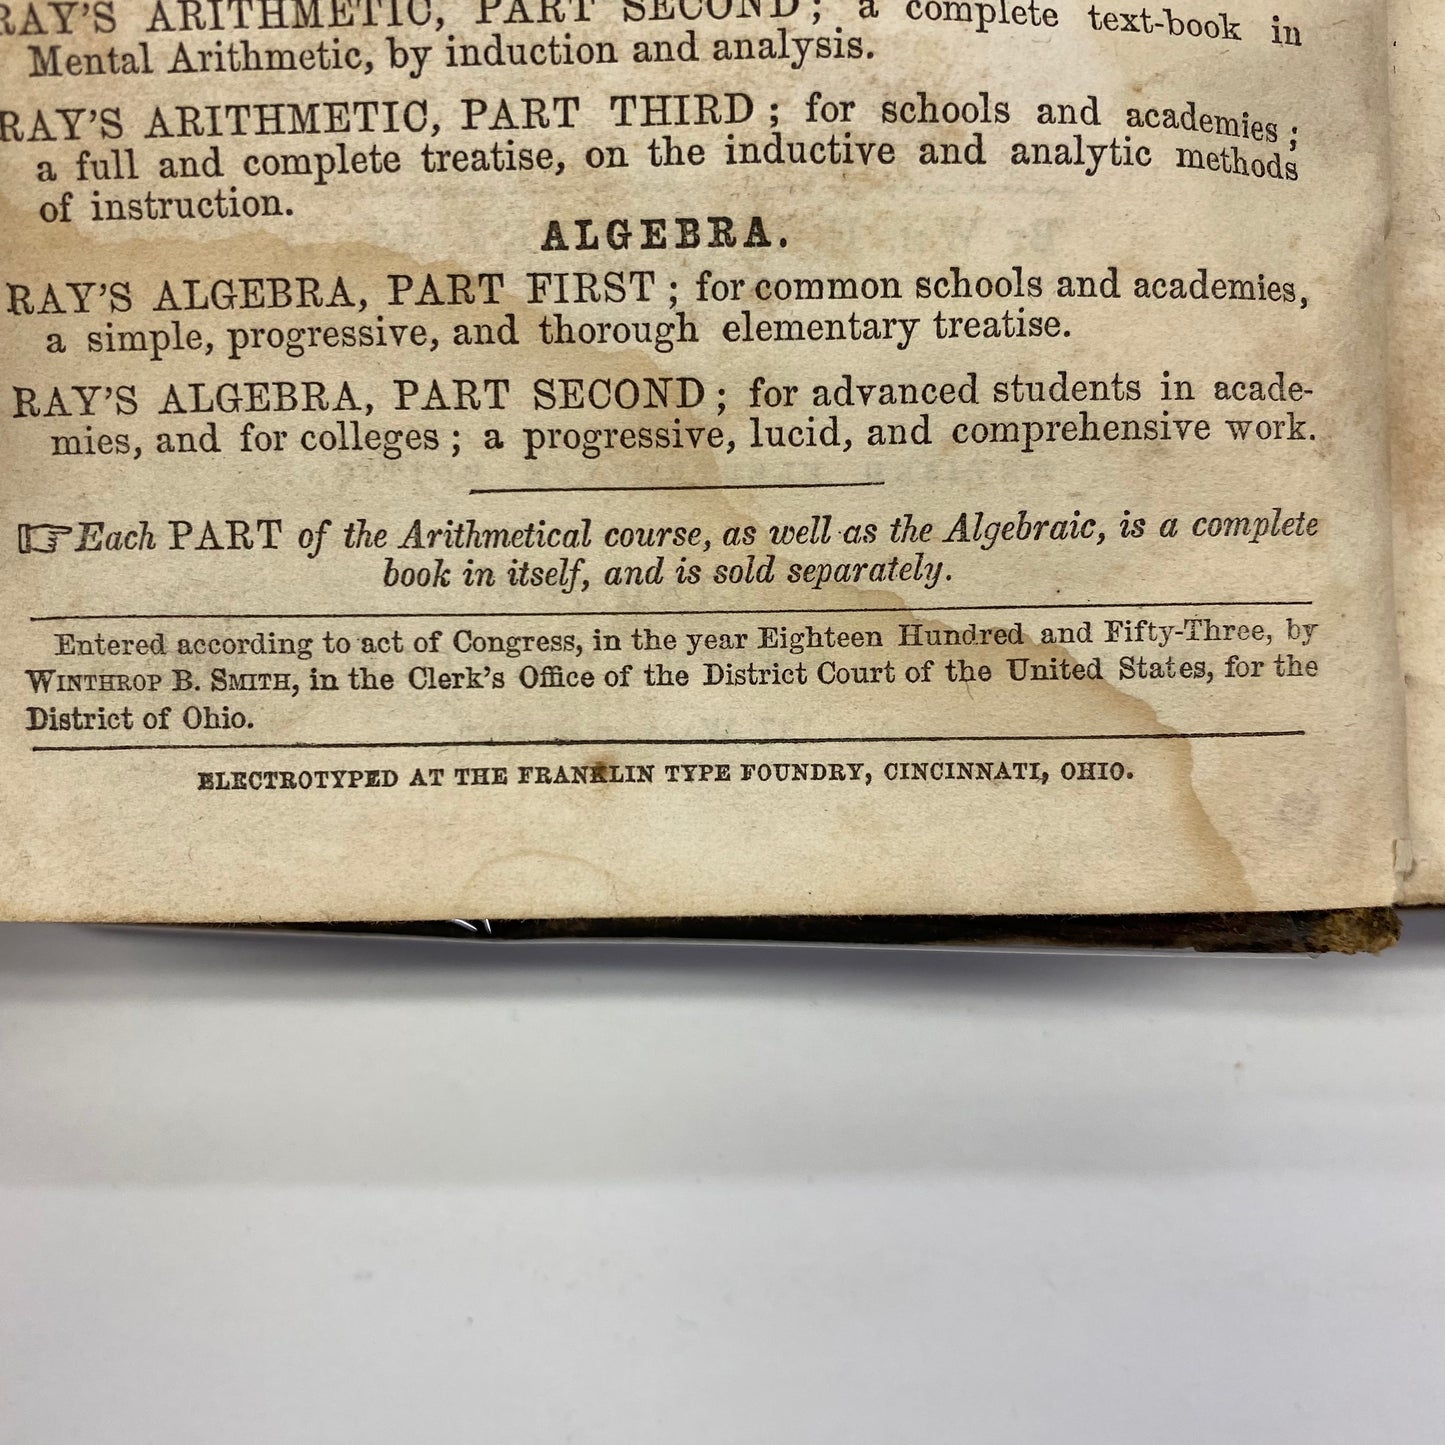 RAY'S ARITHMETIC, PART SECOND; a complete text-book in
Mental Arithmetic, by induction and analysis.
RAY'S ARITHMETIC, PART THIRD; for schools and academies;
a full and complete treatise, on the inductive and analytic methods
of instruction.
ALGEBRA.
RAY'S ALGEBRA, PART FIRST; for common schools and academies,
a simple, progressive, and thorough elementary treatise.
RAY'S ALGEBRA, PART SECOND; for advanced students in acade-
mies, and for colleges; a progressive, lucid, and comprehensive work.
☞Each PART of the Arithmetical course, as well as the Algebraic, is a complete
book in itself, and is sold separately.
Entered according to act of Congress, in the year Eighteen Hundred and Fifty-Three, by
WINTHROP B. SMITH, in the Clerk's Office of the District Court of the United States, for the
District of Ohio.
ELECTROTYPED AT THE FRANKLIN TYPE FOUNDRY, CINCINNATI, OHIO.